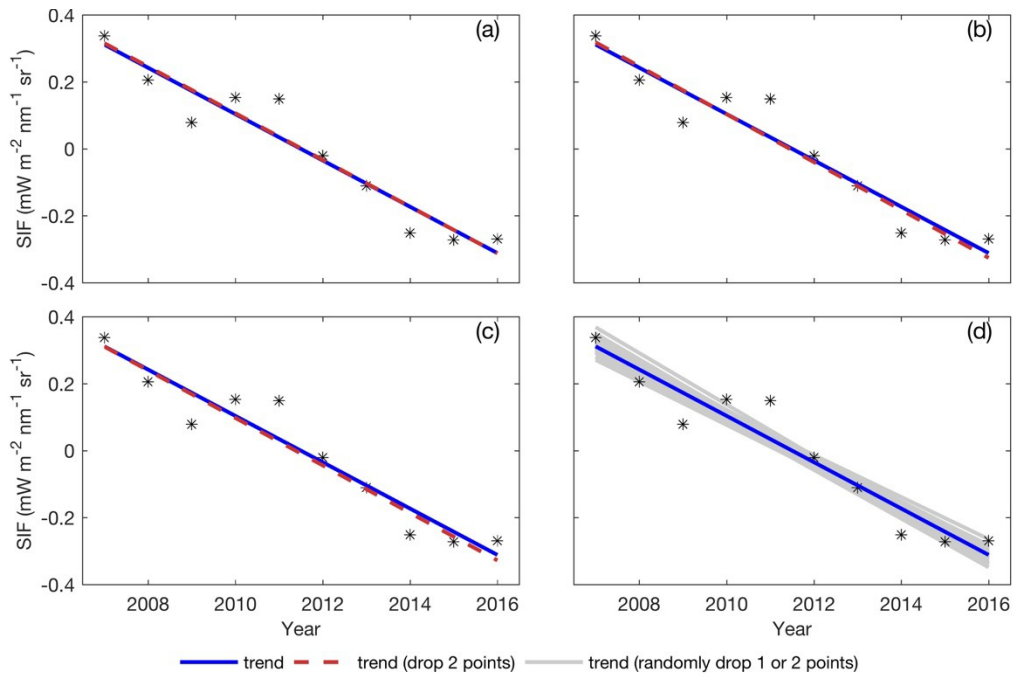 (a)
(b)
0.4
0.2
0
-0.2
-0.4
SIF (mW m⁻² nm⁻¹ sr⁻¹)
(c)
(d)
0.4
0.2
0
-0.2
-0.4
SIF (mW m⁻² nm⁻¹ sr⁻¹)
2008 2010 2012 2014 2016
2008 2010 2012 2014 2016
Year
Year
trend trend (drop 2 points) trend (randomly drop 1 or 2 points)